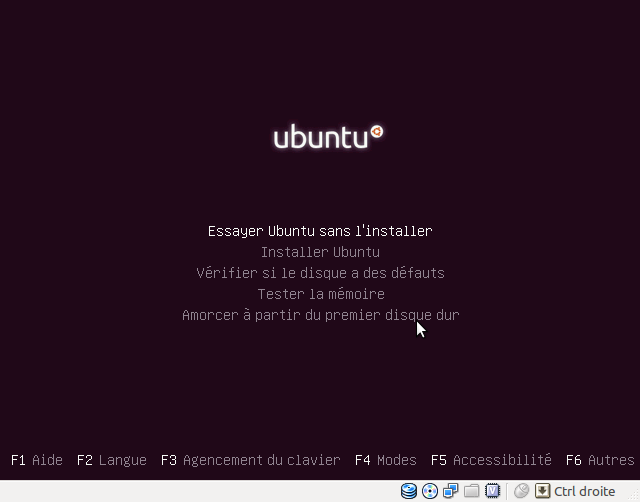 ubuntu
Essayer Ubuntu sans l'installer
Installer Ubuntu
Vérifier si le disque a des défauts
Tester la mémoire
Amorcer à partir du premier disque dur
F1 Aide F2 Langue F3 Agencement du clavier F4 Modes F5 Accessibilité F6 Autres
Ctrl droite